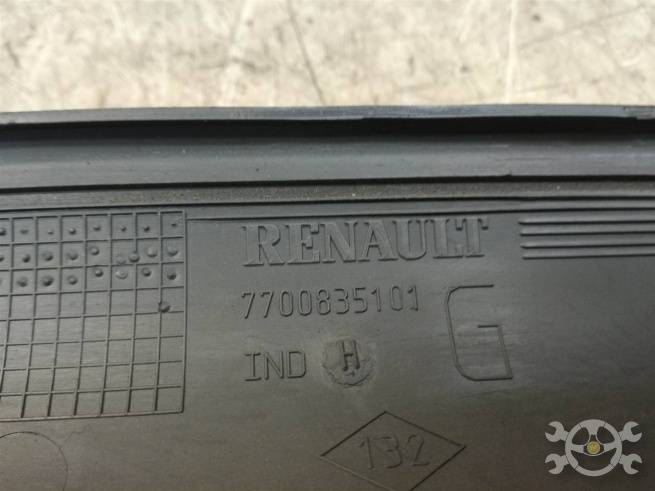 RENAULT
7700835101 G
IND H
132